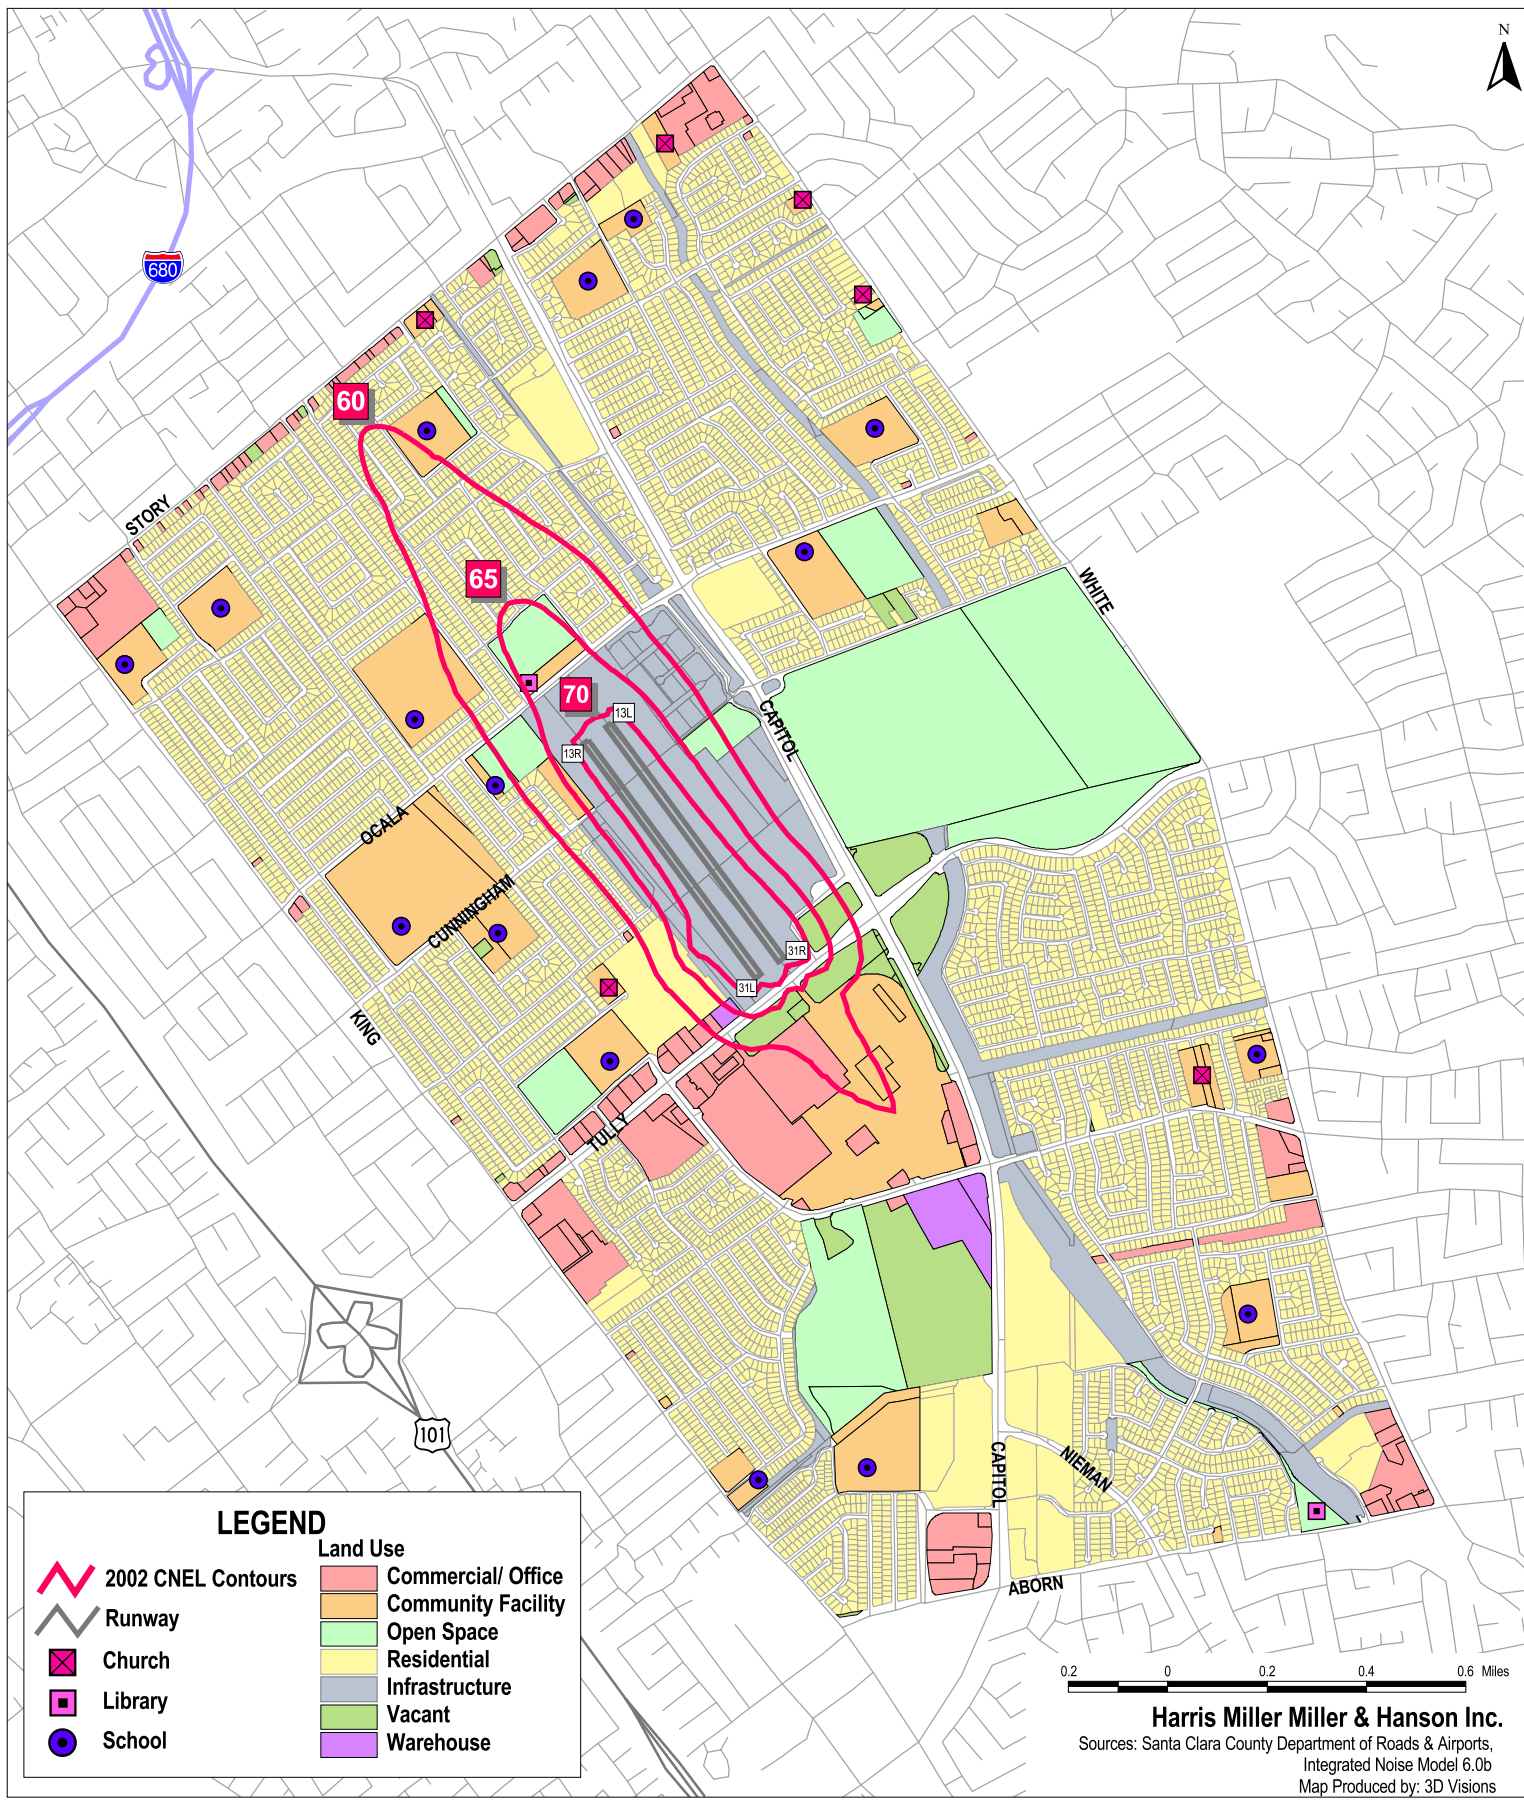 N
680
60
STORY
65
WHITE
70
13L
13R
CAPITOL
OCALA
CUNNINGHAM
31R
31L
KING
TULLY
101
CAPITOL
NIEMAN
ABORN
LEGEND
2002 CNEL Contours
Runway
Church
Library
School
Land Use
Commercial/ Office
Community Facility
Open Space
Residential
Infrastructure
Vacant
Warehouse
0.2 0 0.2 0.4 0.6 Miles
Harris Miller Miller & Hanson Inc.
Sources: Santa Clara County Department of Roads & Airports,
Integrated Noise Model 6.0b
Map Produced by: 3D Visions